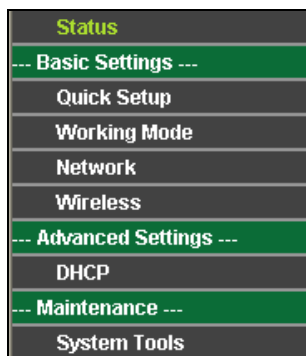 Status
--- Basic Settings ---
Quick Setup
Working Mode
Network
Wireless
--- Advanced Settings ---
DHCP
--- Maintenance ---
System Tools